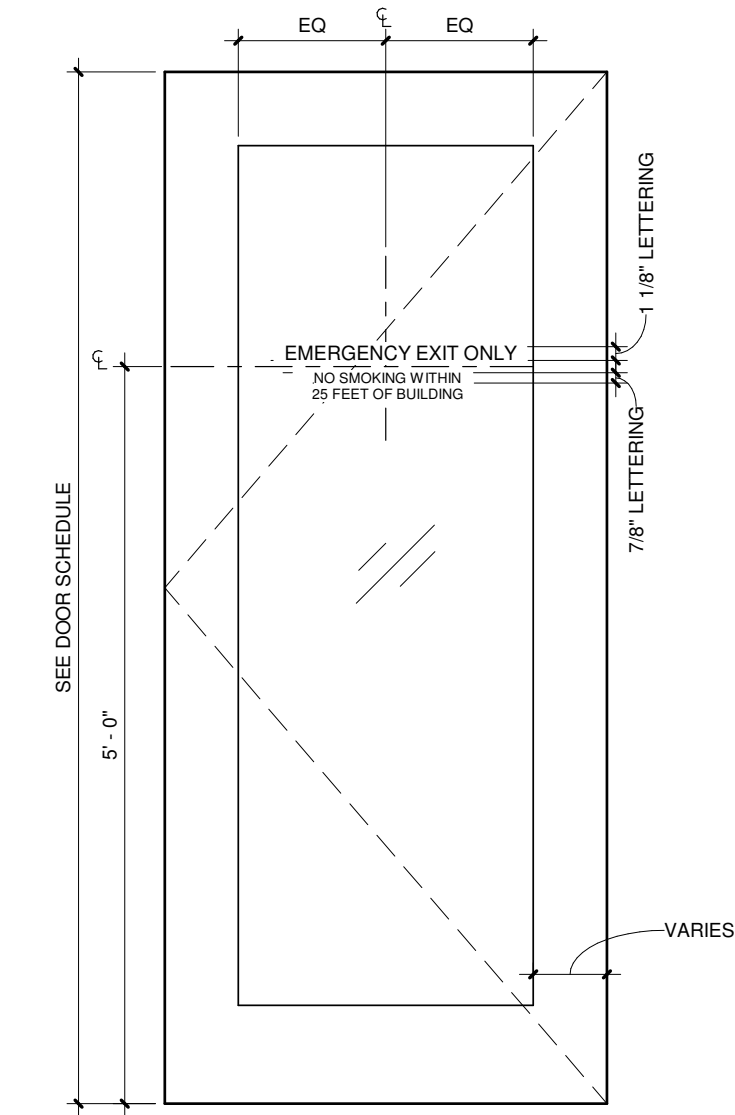 ℄
EQ
EQ
1 1/8" LETTERING
℄
EMERGENCY EXIT ONLY
NO SMOKING WITHIN
25 FEET OF BUILDING
7/8" LETTERING
SEE DOOR SCHEDULE
5' - 0"
VARIES